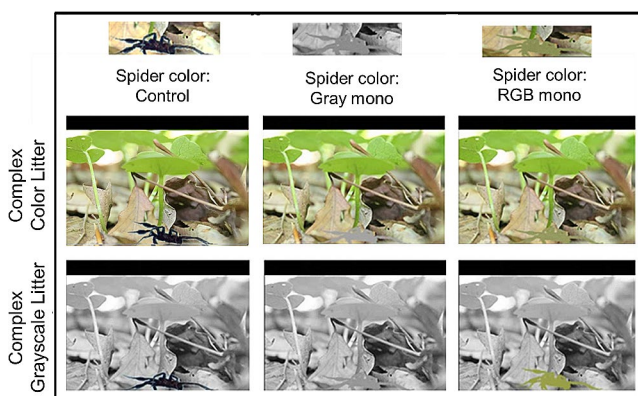 Spider color:
Control
Spider color:
Gray mono
Spider color:
RGB mono
Complex
Color Litter
Complex
Grayscale Litter